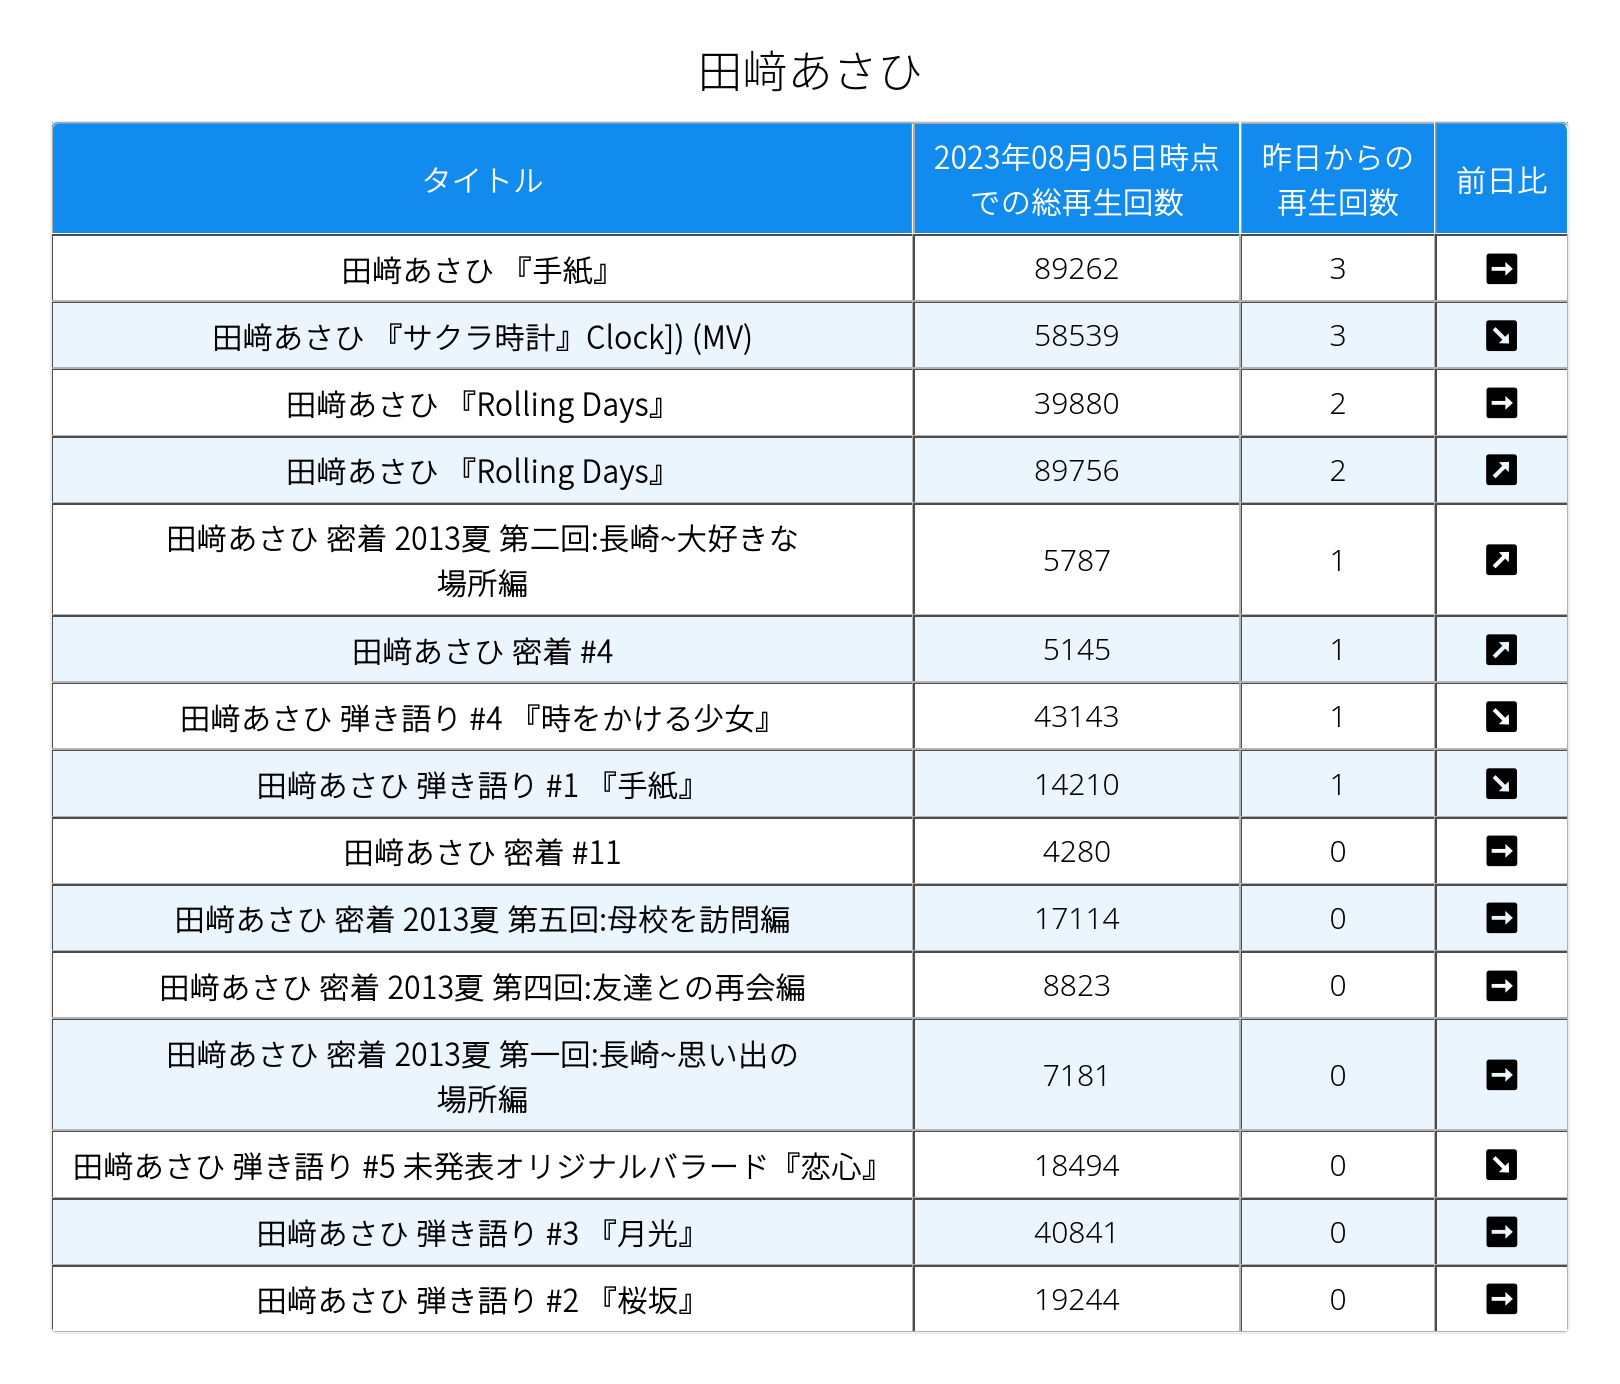 田﨑あさひ
タイトル
2023年08月05日時点
での総再生回数
昨日からの
再生回数
前日比
田﨑あさひ 『手紙』 89262 3
田﨑あさひ 『サクラ時計』Clock]) (MV) 58539 3
田﨑あさひ 『Rolling Days』 39880 2
田﨑あさひ 『Rolling Days』 89756 2
田﨑あさひ 密着 2013夏 第二回:長崎~大好きな
場所編 5787 1
田﨑あさひ 密着 #4 5145 1
田﨑あさひ 弾き語り #4 『時をかける少女』 43143 1
田﨑あさひ 弾き語り #1 『手紙』 14210 1
田﨑あさひ 密着 #11 4280 0
田﨑あさひ 密着 2013夏 第五回:母校を訪問編 17114 0
田﨑あさひ 密着 2013夏 第四回:友達との再会編 8823 0
田﨑あさひ 密着 2013夏 第一回:長崎~思い出の
場所編 7181 0
田﨑あさひ 弾き語り #5 未発表オリジナルバラード『恋心』 18494 0
田﨑あさひ 弾き語り #3 『月光』 40841 0
田﨑あさひ 弾き語り #2 『桜坂』 19244 0